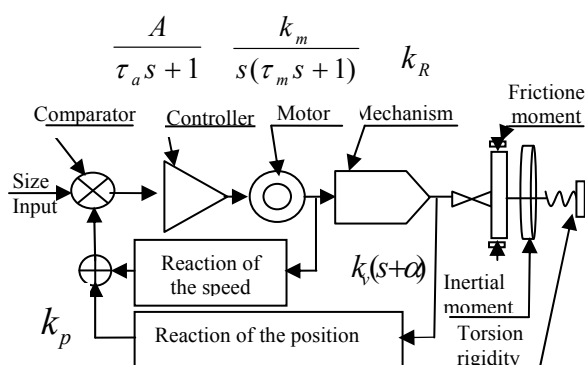 A
τ_a s + 1
k_m
s(τ_m s + 1)
k_R
Comparator
Controller
Motor
Mechanism
Frictione
moment
Size
Input
Reaction of
the speed
k_v(s+α)
Inertial
moment
k_p
Reaction of the position
Torsion
rigidity